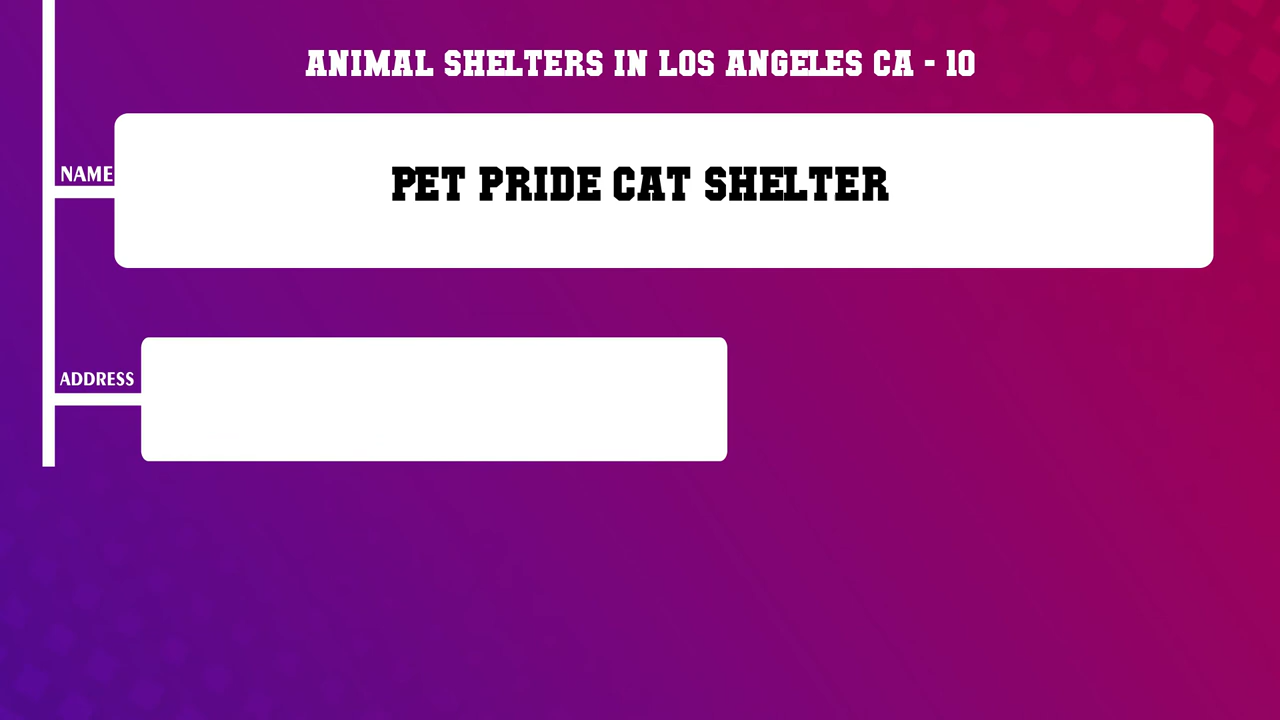 ANIMAL SHELTERS IN LOS ANGELES CA - 10
NAME
PET PRIDE CAT SHELTER
ADDRESS